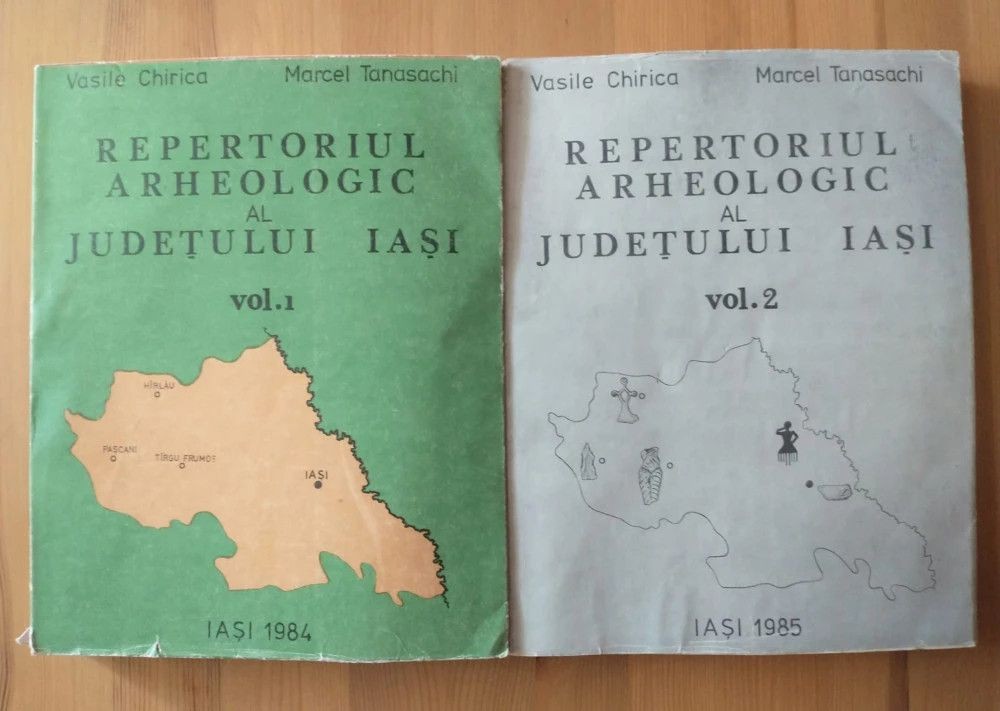 Vasile Chirica Marcel Tanasachi
REPERTORIUL
ARHEOLOGIC
AL
JUDEȚULUI IAȘI
vol.1
HÎRLĂU
PAȘCANI
TÎRGU FRUMOS
IAȘI
IAȘI 1984
Vasile Chirica Marcel Tanasachi
REPERTORIUL
ARHEOLOGIC
AL
JUDEȚULUI IAȘI
vol.2
IAȘI 1985